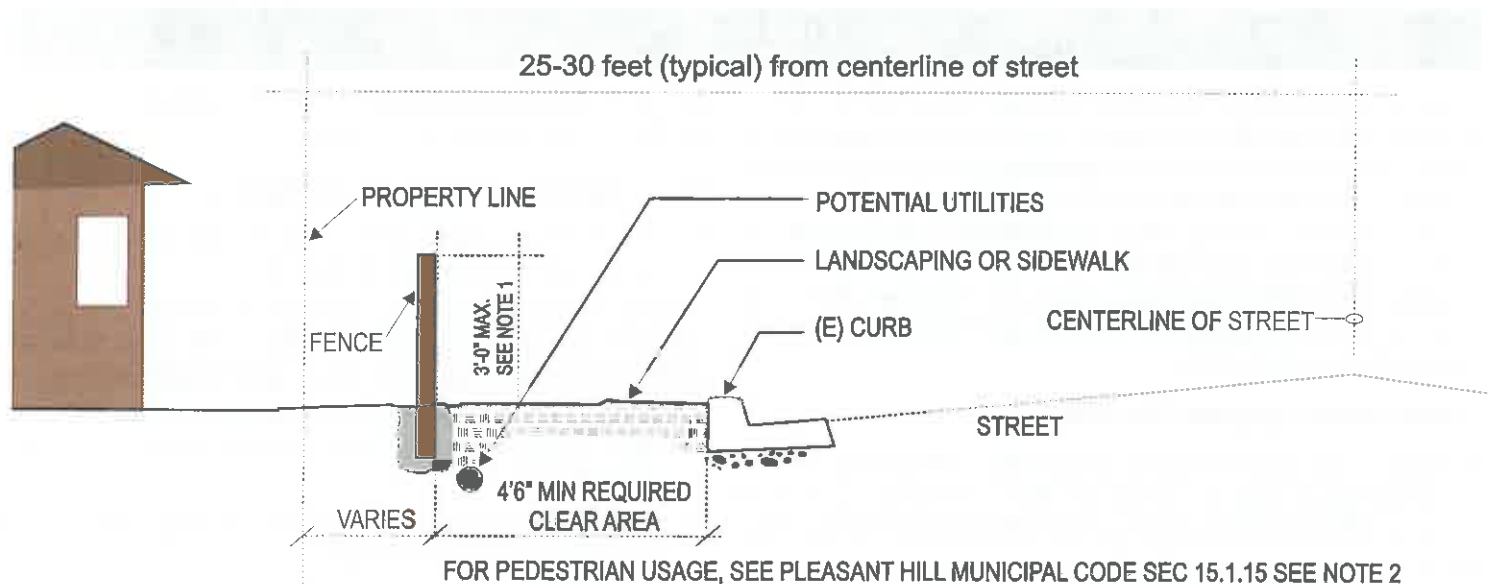 25-30 feet (typical) from centerline of street
PROPERTY LINE
POTENTIAL UTILITIES
LANDSCAPING OR SIDEWALK
FENCE
3'-0" MAX.
SEE NOTE 1
(E) CURB
CENTERLINE OF STREET
STREET
4'6" MIN REQUIRED
CLEAR AREA
VARIES
FOR PEDESTRIAN USAGE, SEE PLEASANT HILL MUNICIPAL CODE SEC 15.1.15 SEE NOTE 2